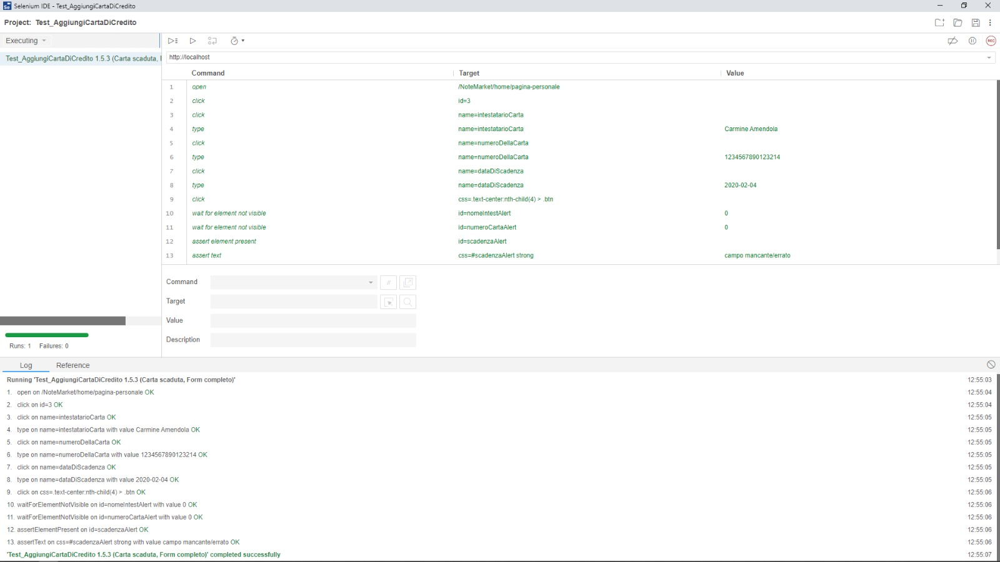 Selenium IDE - Test_AggiungiCartaDiCredito
Project: Test_AggiungiCartaDiCredito
Executing
REC
Test_AggiungiCartaDiCredito 1.5.3 (Carta scaduta,
http://localhost
Command Target Value
1 open /NoteMarket/home/pagina-personale
2 click id=3
3 click name=intestatarioCarta
4 type name=intestatarioCarta Carmine Amendola
5 click name=numeroDellaCarta
6 type name=numeroDellaCarta 1234567890123214
7 click name=dataDiScadenza
8 type name=dataDiScadenza 2020-02-04
9 click css=.text-center:nth-child(4) > .btn
10 wait for element not visible id=nomeIntestAlert 0
11 wait for element not visible id=numeroCartaAlert 0
12 assert element present id=scadenzaAlert
13 assert text css=#scadenzaAlert strong campo mancante/errato
Command //
Target
Value
Description
Runs: 1 Failures: 0
Log Reference
Running 'Test_AggiungiCartaDiCredito 1.5.3 (Carta scaduta, Form completo)' 12:55:03
1. open on /NoteMarket/home/pagina-personale OK 12:55:04
2. click on id=3 OK 12:55:04
3. click on name=intestatarioCarta OK 12:55:05
4. type on name=intestatarioCarta with value Carmine Amendola OK 12:55:05
5. click on name=numeroDellaCarta OK 12:55:05
6. type on name=numeroDellaCarta with value 1234567890123214 OK 12:55:05
7. click on name=dataDiScadenza OK 12:55:05
8. type on name=dataDiScadenza with value 2020-02-04 OK 12:55:05
9. click on css=.text-center:nth-child(4) > .btn OK 12:55:06
10. waitForElementNotVisible on id=nomeIntestAlert with value 0 OK 12:55:06
11. waitForElementNotVisible on id=numeroCartaAlert with value 0 OK 12:55:06
12. assertElementPresent on id=scadenzaAlert OK 12:55:06
13. assertText on css=#scadenzaAlert strong with value campo mancante/errato OK 12:55:06
'Test_AggiungiCartaDiCredito 1.5.3 (Carta scaduta, Form completo)' completed successfully 12:55:07